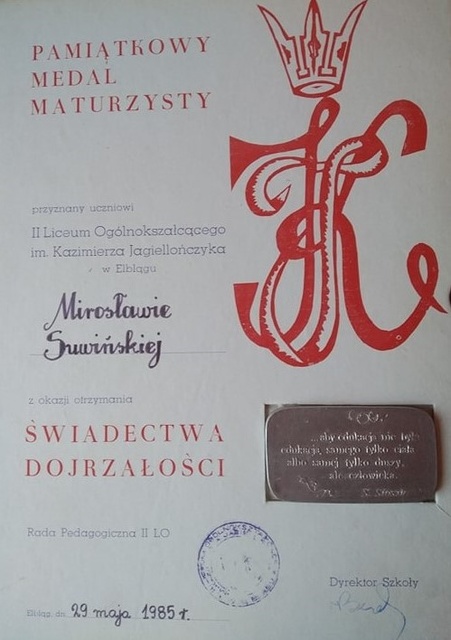 PAMIĄTKOWY
MEDAL
MATURZYSTY
przyznany uczniowi
II Liceum Ogólnokszałcącego
im. Kazimierza Jagiellończyka
w Elblągu
Mirosławie
Suwińskiej
z okazji otrzymania
ŚWIADECTWA
DOJRZAŁOŚCI
...aby edukacja nie była
edukacją samego tylko ciała
albo samej tylko duszy,
ale człowieka.
Rada Pedagogiczna II LO
Dyrektor Szkoły
Elbląg, dn. 29 maja 1985 r.